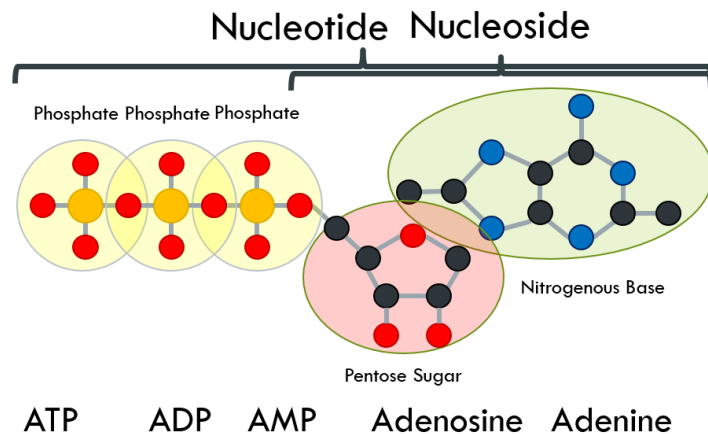 Nucleotide Nucleoside
Phosphate Phosphate Phosphate
Nitrogenous Base
Pentose Sugar
ATP ADP AMP Adenosine Adenine